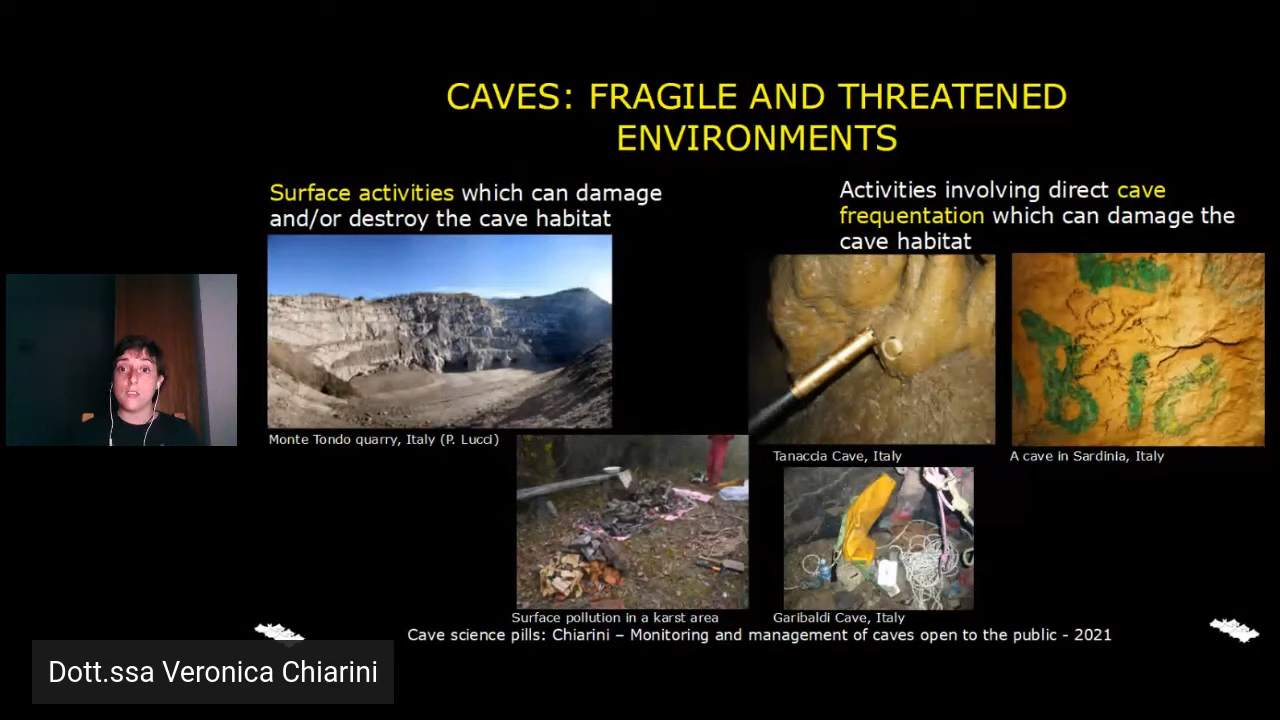 CAVES: FRAGILE AND THREATENED
ENVIRONMENTS
Surface activities which can damage
and/or destroy the cave habitat
Activities involving direct cave
frequentation which can damage the
cave habitat
Monte Tondo quarry, Italy (P. Lucci)
Tanaccia Cave, Italy
A cave in Sardinia, Italy
Surface pollution in a karst area
Garibaldi Cave, Italy
Cave science pills: Chiarini – Monitoring and management of caves open to the public - 2021
Dott.ssa Veronica Chiarini